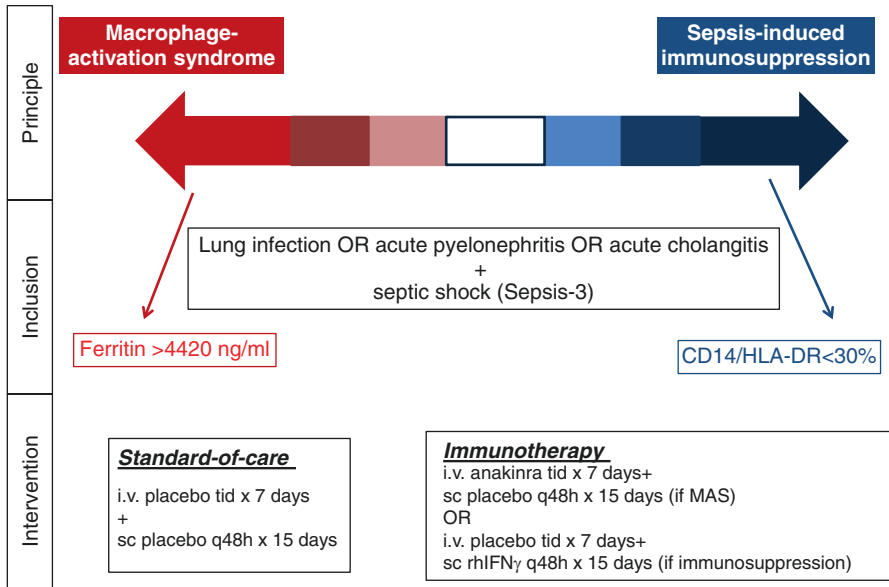 Principle
Macrophage-
activation syndrome
Sepsis-induced
immunosuppression
Inclusion
Lung infection OR acute pyelonephritis OR acute cholangitis
+
septic shock (Sepsis-3)
Ferritin >4420 ng/ml
CD14/HLA-DR<30%
Intervention
Standard-of-care
i.v. placebo tid x 7 days
+
sc placebo q48h x 15 days
Immunotherapy
i.v. anakinra tid x 7 days+
sc placebo q48h x 15 days (if MAS)
OR
i.v. placebo tid x 7 days+
sc rhIFNγ q48h x 15 days (if immunosuppression)